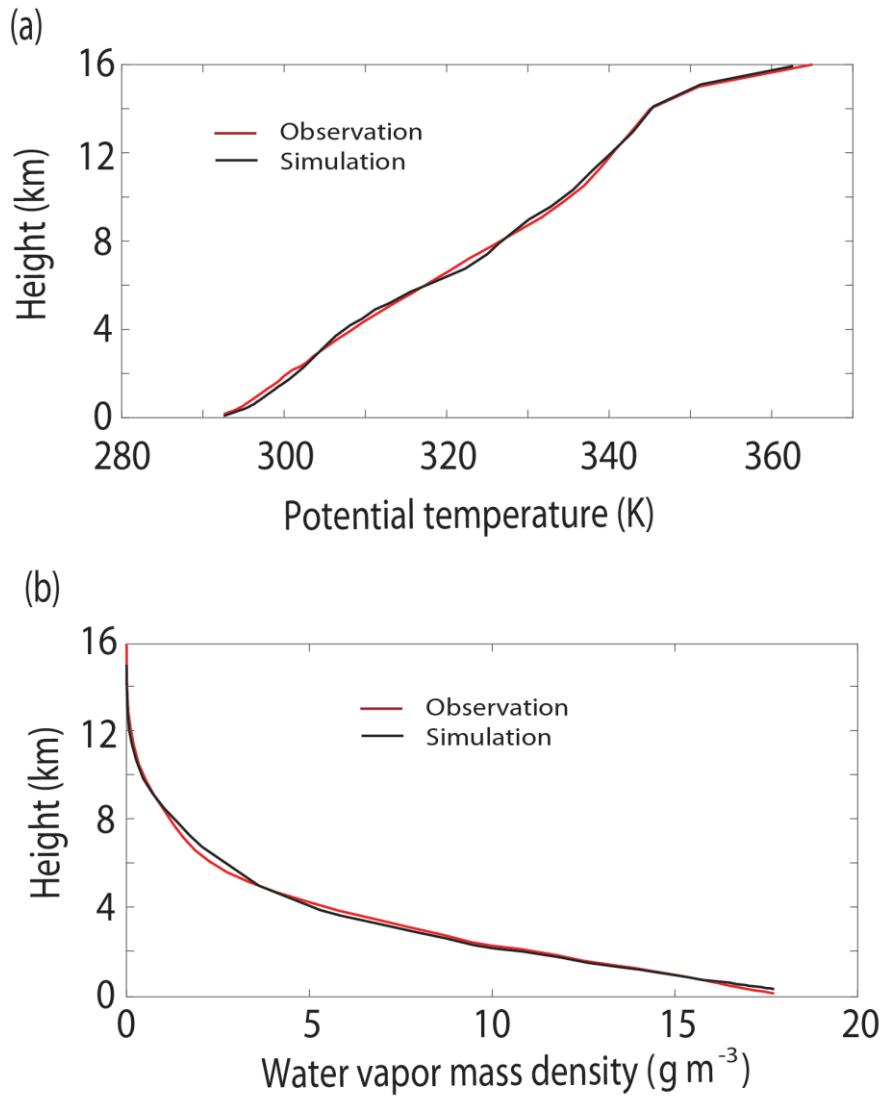 (a)
16
12
8
4
0
Height (km)
Observation
Simulation
280 300 320 340 360
Potential temperature (K)
(b)
16
12
8
4
0
Height (km)
Observation
Simulation
0 5 10 15 20
Water vapor mass density (g m⁻³)